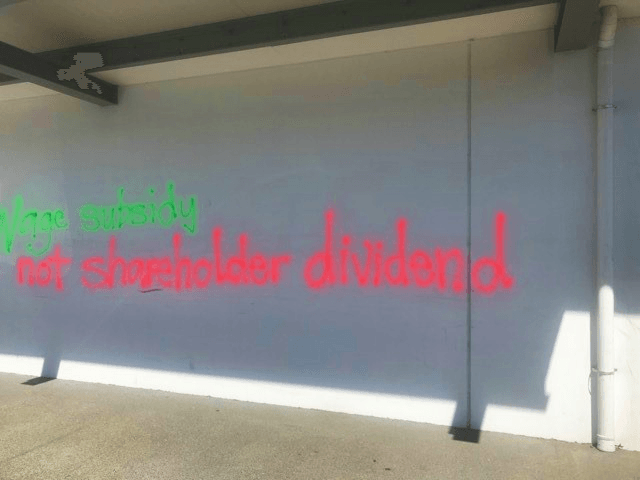 Wage subsidy
not shareholder dividend